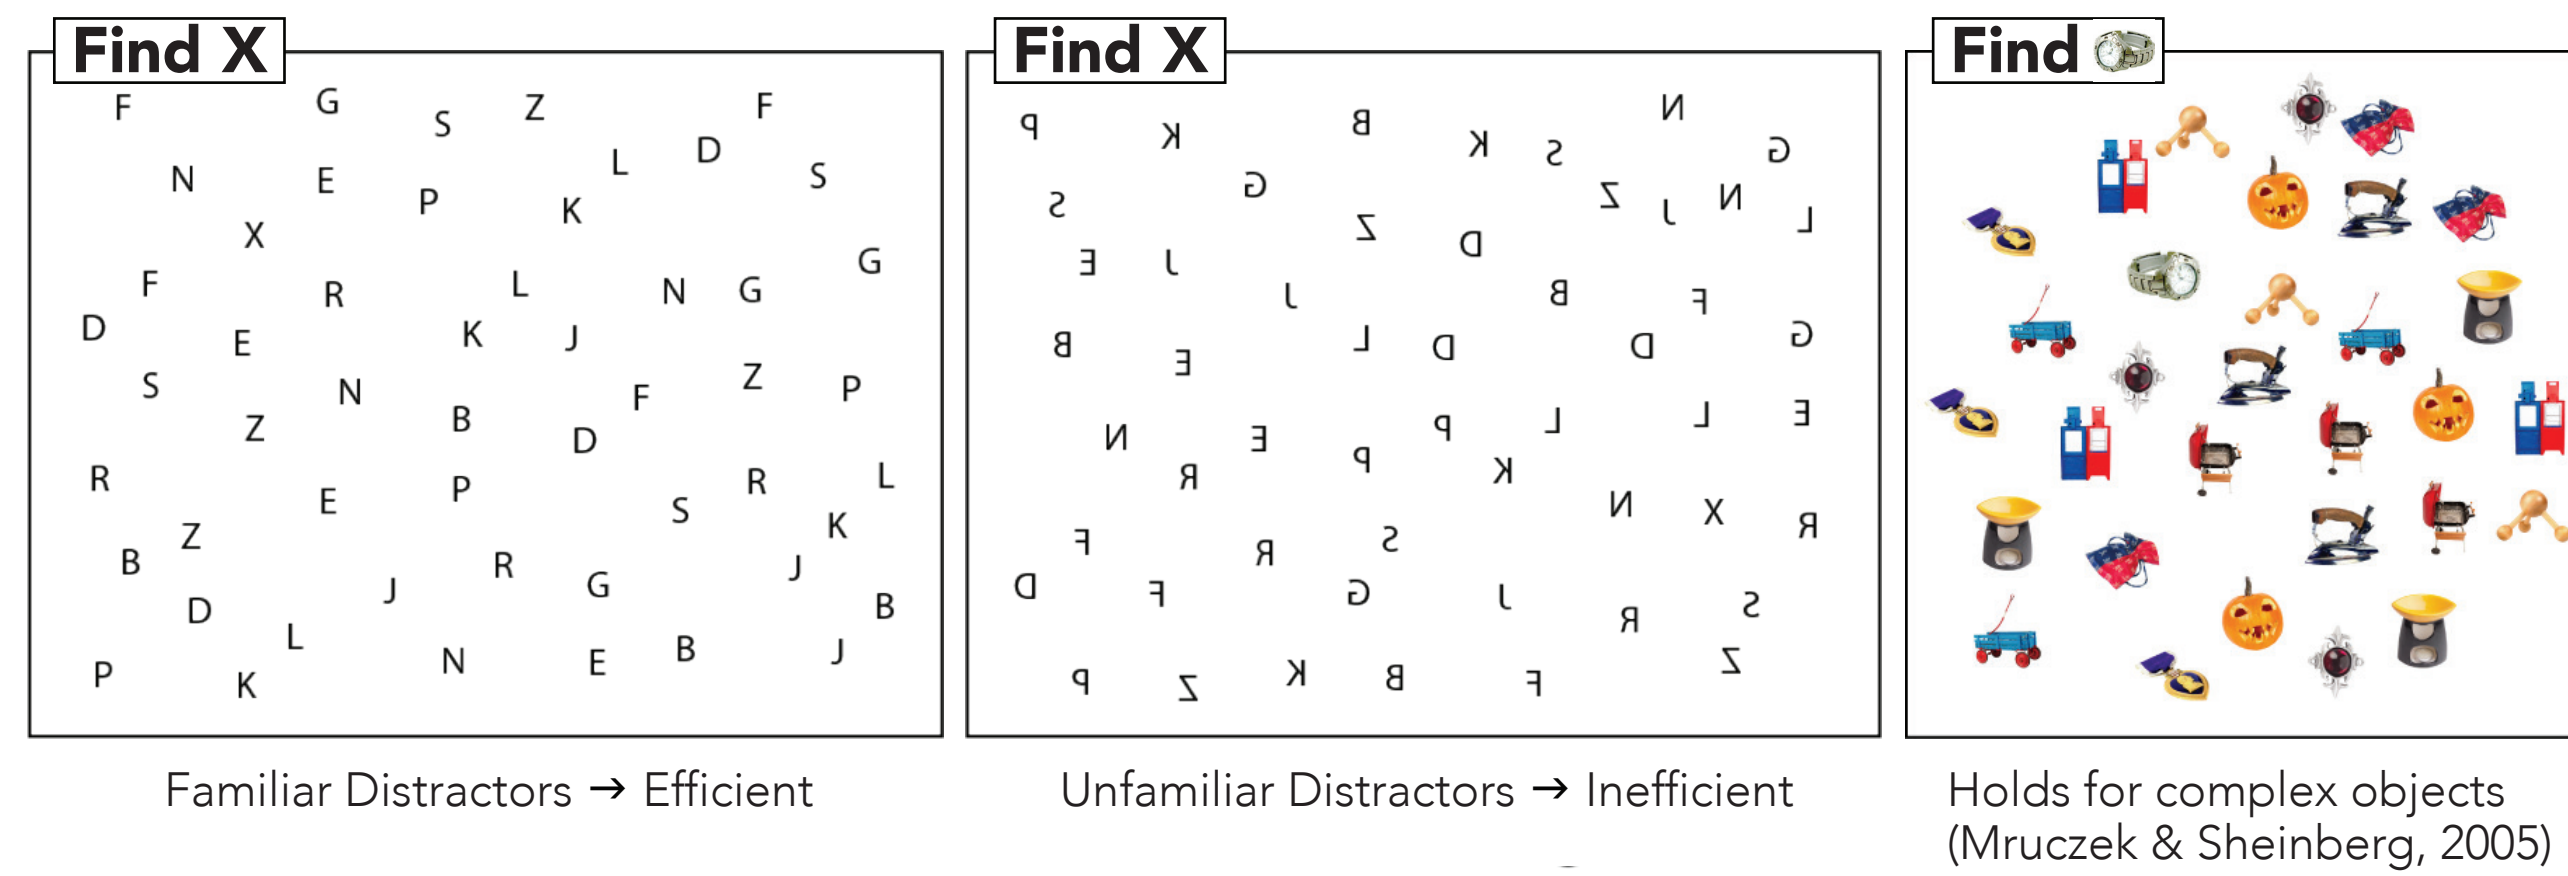 Find X
F G S Z F
N E L D S
X P K G
F R L N G
D E K J
S N F Z P
Z B D
R E P S R L
B Z R J K
D J G B
P K L N E B J
Familiar Distractors → Efficient
Find X
P K B K S N G
S G Z Z J N L
E J D
J B F
B E L D D G
N E P L L E
R P K
N X R
F R S
D F G J R S
P Z K B F Z
Unfamiliar Distractors → Inefficient
Find
Holds for complex objects
(Mruczek & Sheinberg, 2005)